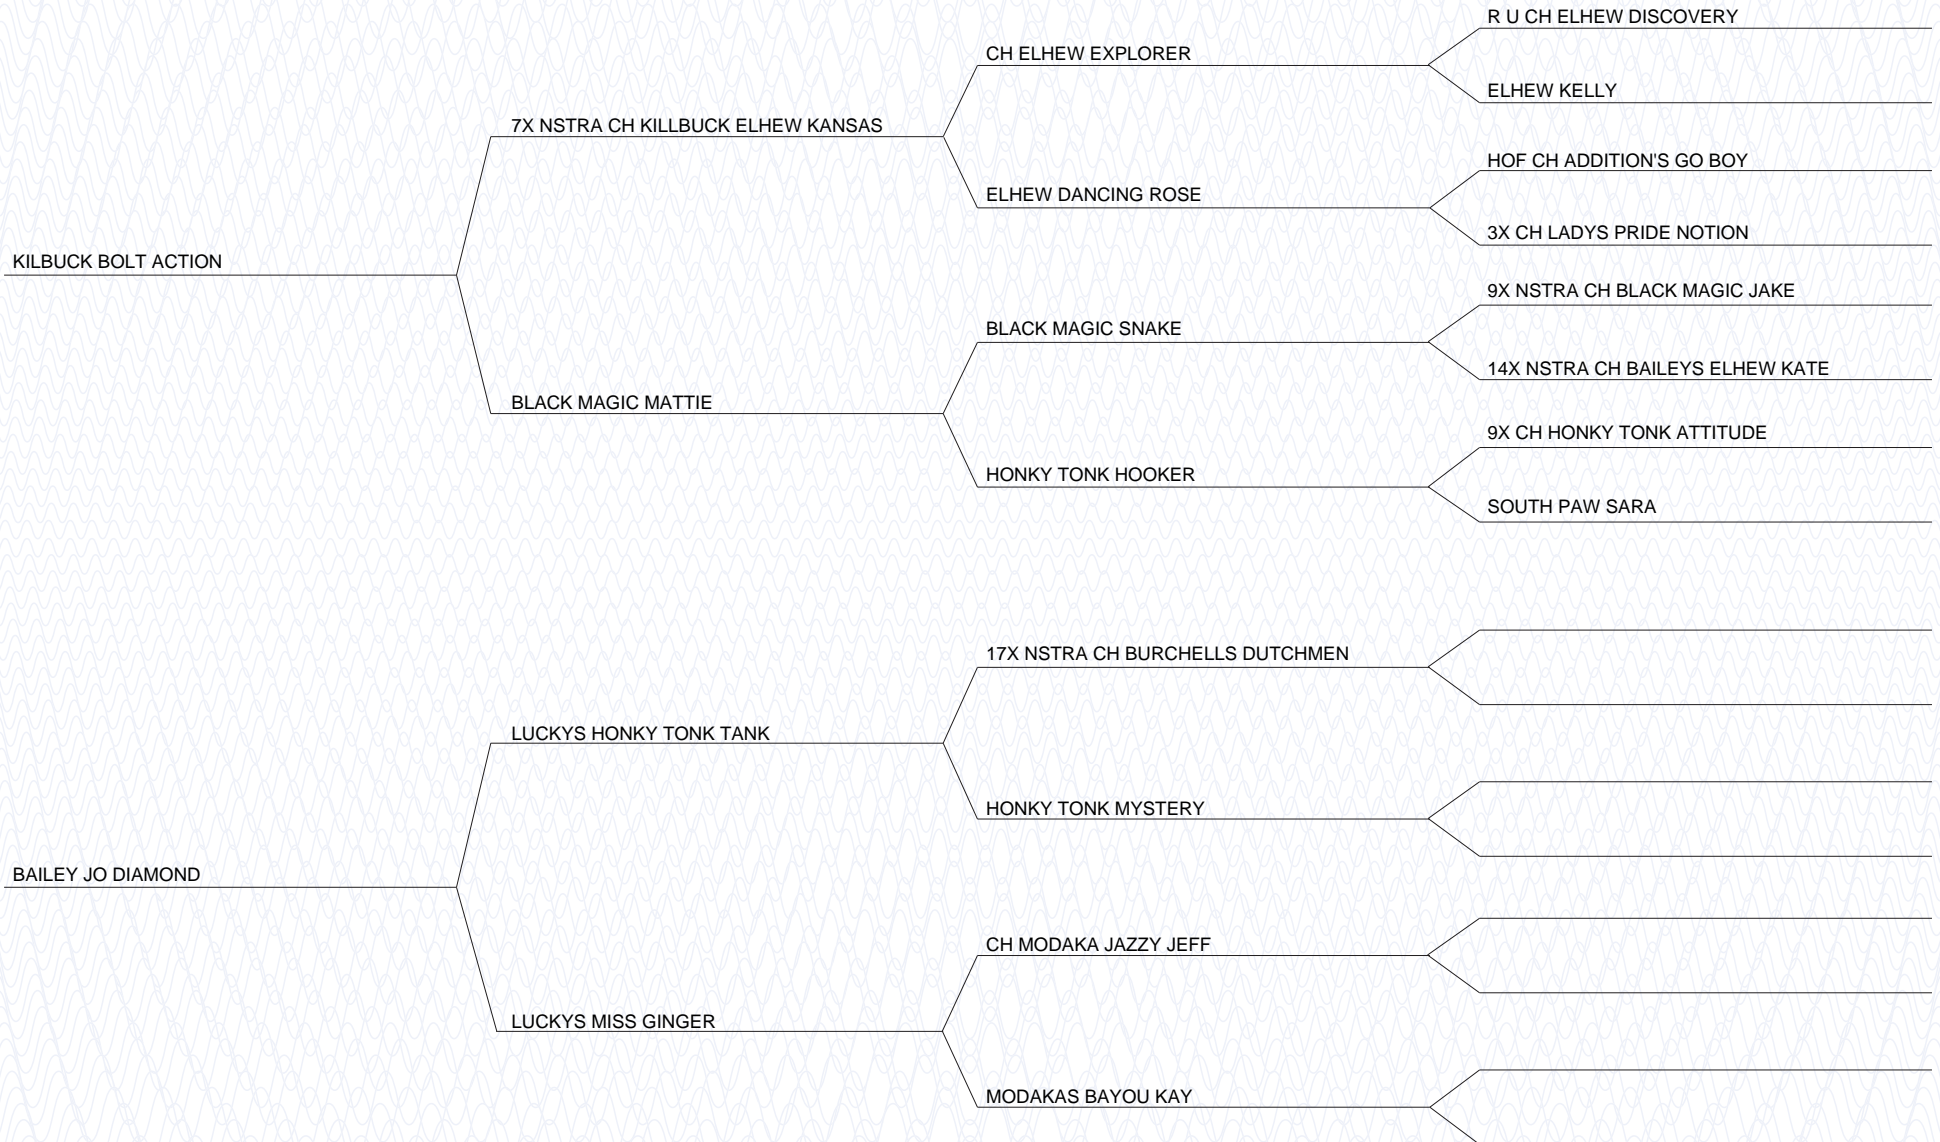 R U CH ELHEW DISCOVERY
CH ELHEW EXPLORER
ELHEW KELLY
7X NSTRA CH KILLBUCK ELHEW KANSAS
HOF CH ADDITION'S GO BOY
ELHEW DANCING ROSE
3X CH LADYS PRIDE NOTION
KILBUCK BOLT ACTION
9X NSTRA CH BLACK MAGIC JAKE
BLACK MAGIC SNAKE
14X NSTRA CH BAILEYS ELHEW KATE
BLACK MAGIC MATTIE
9X CH HONKY TONK ATTITUDE
HONKY TONK HOOKER
SOUTH PAW SARA
17X NSTRA CH BURCHELLS DUTCHMEN
LUCKYS HONKY TONK TANK
HONKY TONK MYSTERY
BAILEY JO DIAMOND
CH MODAKA JAZZY JEFF
LUCKYS MISS GINGER
MODAKAS BAYOU KAY